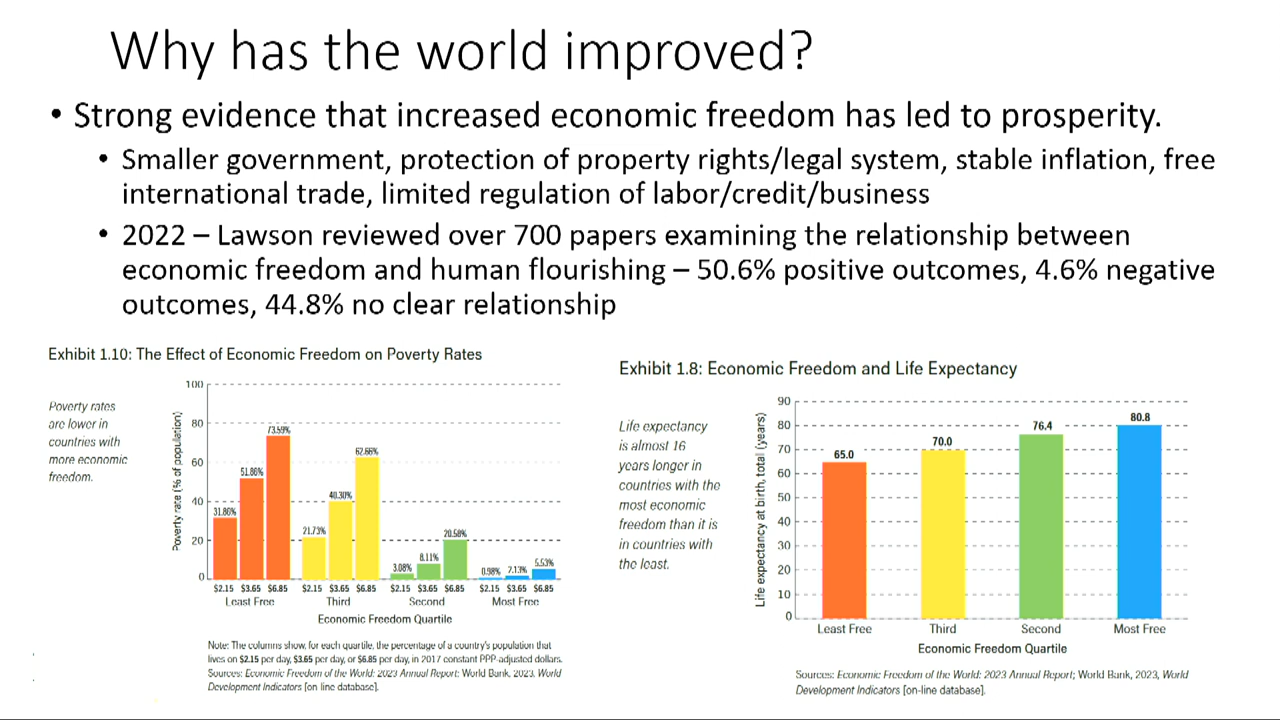 Why has the world improved?
• Strong evidence that increased economic freedom has led to prosperity.
• Smaller government, protection of property rights/legal system, stable inflation, free
international trade, limited regulation of labor/credit/business
• 2022 – Lawson reviewed over 700 papers examining the relationship between
economic freedom and human flourishing – 50.6% positive outcomes, 4.6% negative
outcomes, 44.8% no clear relationship
Exhibit 1.10: The Effect of Economic Freedom on Poverty Rates
Poverty rates
are lower in
countries with
more economic
freedom.
Poverty rate (% of population)
100
80
60
40
20
0
31.86%
51.86%
73.59%
21.73%
40.30%
62.66%
3.08%
8.11%
20.58%
0.98%
5.53%
$2.15 $3.65 $6.85 $2.15 $3.65 $6.85 $2.15 $3.65 $6.85 $2.15 $3.65 $6.85
Least Free Third Second Most Free
Economic Freedom Quartile
Note: The columns show, for each quartile, the percentage of a country's population that
lives on $2.15 per day, $3.65 per day, or $6.85 per day, in 2017 constant PPP-adjusted dollars.
Sources: Economic Freedom of the World: 2023 Annual Report; World Bank, 2023, World
Development Indicators [on-line database].
Exhibit 1.8: Economic Freedom and Life Expectancy
Life expectancy
is almost 16
years longer in
countries with the
most economic
freedom than it is
in countries with
the least.
Life expectancy at birth, total (years)
90
80
70
60
50
40
30
20
10
0
65.0
70.0
76.4
80.8
Least Free Third Second Most Free
Economic Freedom Quartile
Sources: Economic Freedom of the World: 2023 Annual Report; World Bank, 2023, World
Development Indicators [on-line database].